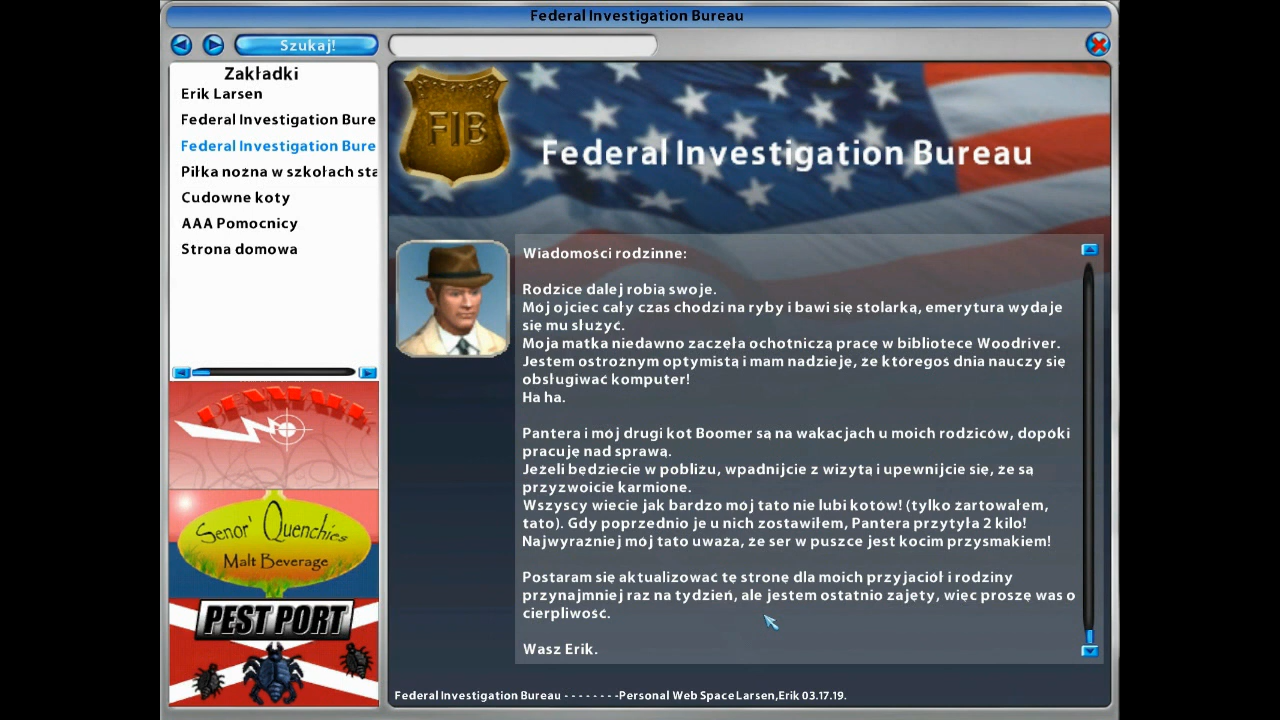 Federal Investigation Bureau
Szukaj!
Zakładki
Erik Larsen
Federal Investigation Bure
Federal Investigation Bure
Piłka nożna w szkołach sta
Cudowne koty
AAA Pomocnicy
Strona domowa
FIB
Federal Investigation Bureau
Wiadomości rodzinne:
Rodzice dalej robią swoje.
Mój ojciec cały czas chodzi na ryby i bawi się stolarką, emerytura wydaje
się mu służyć.
Moja matka niedawno zaczęła ochotniczą pracę w bibliotece Woodriver.
Jestem ostrożnym optymistą i mam nadzieję, że któregoś dnia nauczy się
obsługiwać komputer!
Ha ha.
Pantera i mój drugi kot Boomer są na wakacjach u moich rodziców, dopóki
pracuję nad sprawą.
Jeżeli będziecie w pobliżu, wpadnijcie z wizytą i upewnijcie się, że są
przyzwoicie karmione.
Wszyscy wiecie jak bardzo mój tato nie lubi kotów! (tylko żartowałem,
tato). Gdy poprzednio je u nich zostawiłem, Pantera przytyła 2 kilo!
Najwyraźniej mój tato uważa, że ser w puszce jest kocim przysmakiem!
Postaram się aktualizować tę stronę dla moich przyjaciół i rodziny
przynajmniej raz na tydzień, ale jestem ostatnio zajęty, więc proszę was o
cierpliwość.
Wasz Erik.
Senor' Quenchies
Malt Beverage
PEST PORT
Federal Investigation Bureau - - - - - - - -Personal Web Space Larsen,Erik 03.17.19.